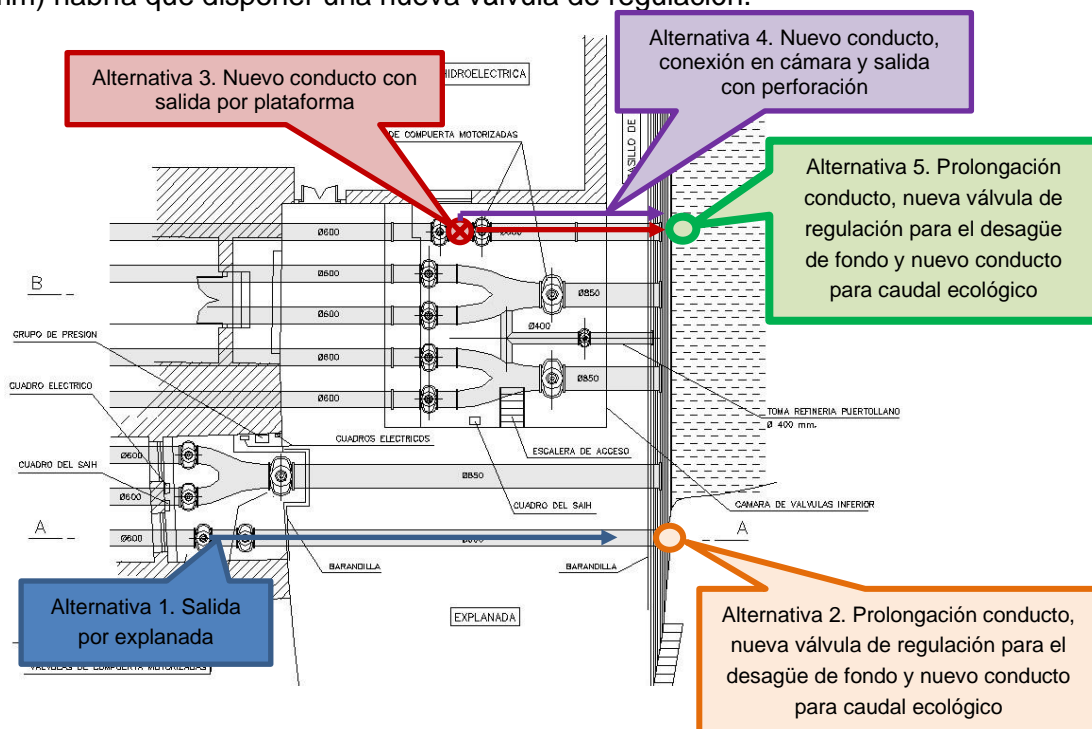 mm) habría que disponer una nueva válvula de regulación.
Alternativa 3. Nuevo conducto con
salida por plataforma
HIDROELECTRICA
Alternativa 4. Nuevo conducto,
conexión en cámara y salida
con perforación
DE COMPUERTA MOTORIZADAS
Alternativa 5. Prolongación
conducto, nueva válvula de
regulación para el desagüe
de fondo y nuevo conducto
para caudal ecológico
Ø600
B
Ø600
Ø850
GRUPO DE PRESION
Ø600
Ø400
CUADRO ELECTRICO
Ø600
Ø850
Ø600
TOMA REFINERIA PUERTOLLANO
Ø 400 mm.
CUADROS ELECTRICOS
ESCALERA DE ACCESO
CUADRO DEL SAIH
Ø600
Ø850
Ø600
CUADRO DEL SAIH
CAMARA DE VALVULAS INFERIOR
A
Ø600
A
BARANDILLA
BARANDILLA
Alternativa 1. Salida
por explanada
EXPLANADA
Alternativa 2. Prolongación conducto,
nueva válvula de regulación para el
desagüe de fondo y nuevo conducto
para caudal ecológico
VALVULAS DE COMPUERTA MOTORIZADAS